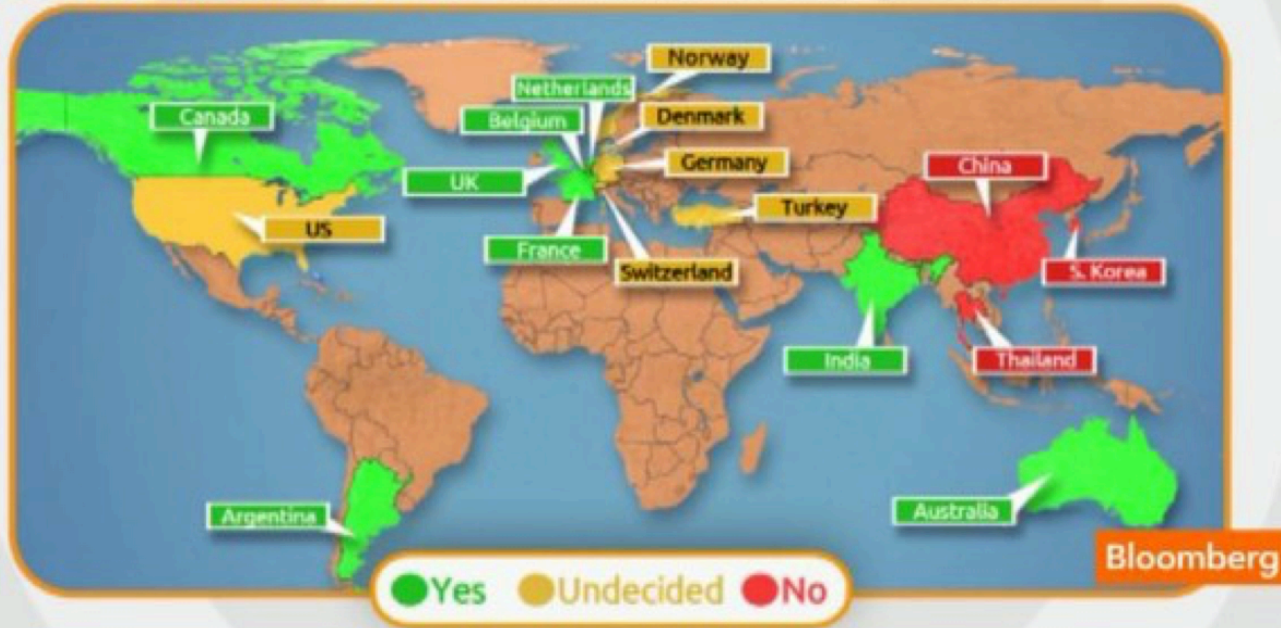 Norway
Netherlands
Canada
Belgium
Denmark
Germany
China
UK
Turkey
US
France
Switzerland
S. Korea
India
Thailand
Argentina
Australia
Bloomberg
Yes Undecided No